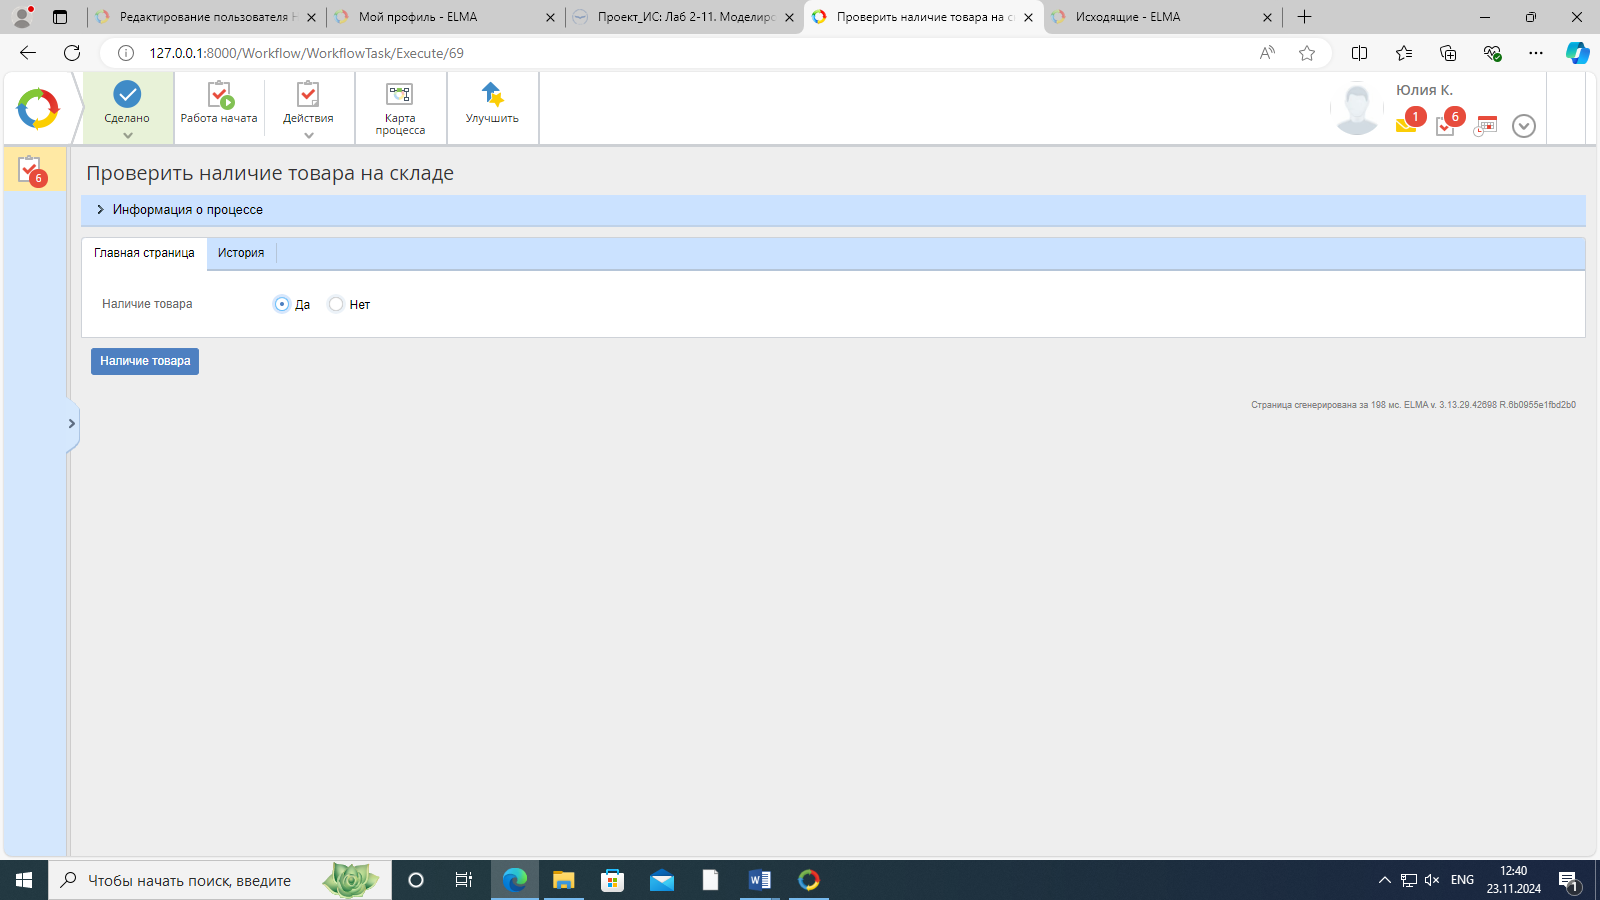 Редактирование пользователя Н
Мой профиль - ELMA
Проект_ИС: Лаб 2-11. Моделиро
Проверить наличие товара на ск
Исходящие - ELMA
127.0.0.1:8000/Workflow/WorkflowTask/Execute/69
Сделано
Работа начата
Действия
Карта
процесса
Улучшить
Юлия К.
1
6
6
Проверить наличие товара на складе
Информация о процессе
Главная страница
История
Наличие товара
Да
Нет
Наличие товара
Страница сгенерирована за 198 мс. ELMA v. 3.13.29.42698 R.6b0955e1fbd2b0
Чтобы начать поиск, введите
ENG
12:40
23.11.2024
1